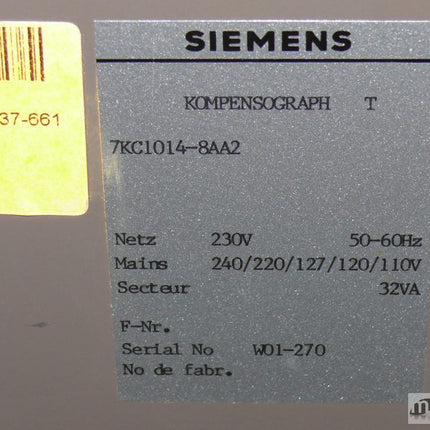 SIEMENS
37-661
KOMPENSOGRAPH T
7KC1014-8AA2
Netz 230V 50-60Hz
Mains 240/220/127/120/110V
Secteur 32VA
F-Nr.
Serial No W01-270
No de fabr.